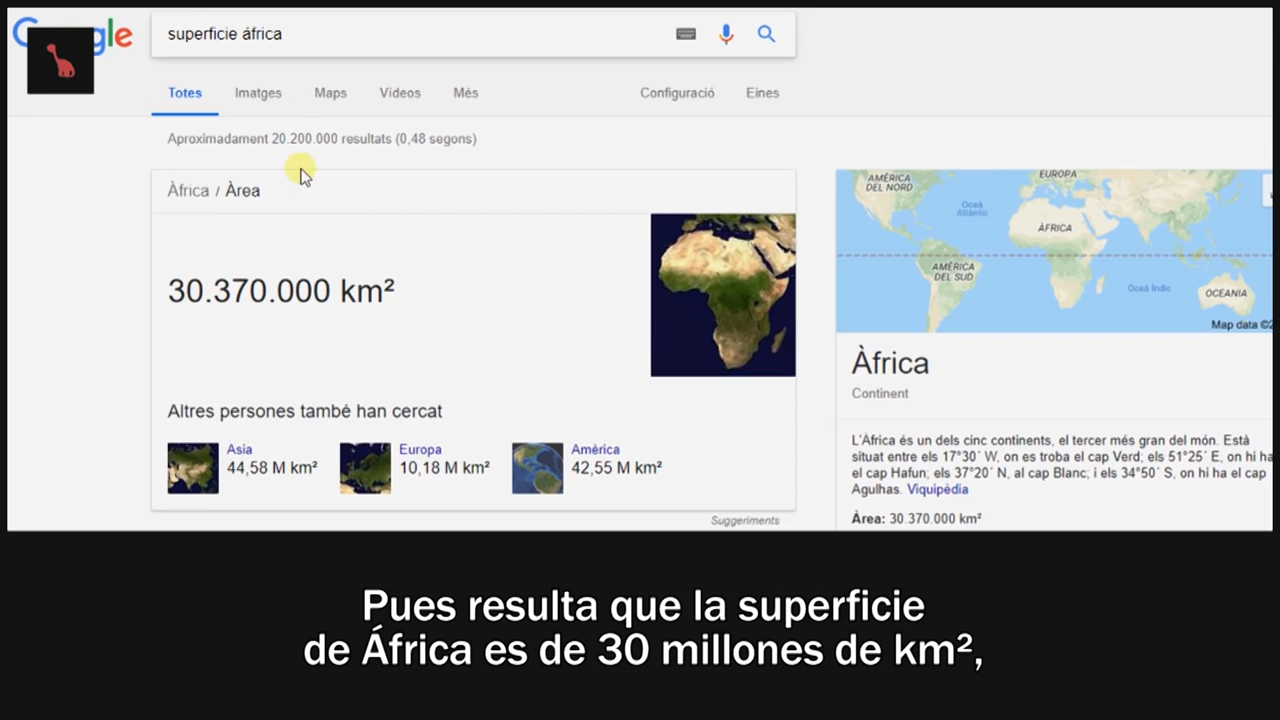 Google
superficie áfrica
Totes Imatges Maps Vídeos Més Configuració Eines
Aproximadament 20.200.000 resultats (0,48 segons)
Àfrica / Àrea
30.370.000 km²
Altres persones també han cercat
Asia
44,58 M km²
Europa
10,18 M km²
Amèrica
42,55 M km²
Suggeriments
AMÈRICA
DEL NORD
EUROPA
Oceà
Atlàntic
ÀFRICA
AMÈRICA
DEL SUD
Oceà Índic
OCEANIA
Map data ©2
Àfrica
Continent
L'Àfrica és un dels cinc continents, el tercer més gran del món. Està
situat entre els 17°30´ W, on es troba el cap Verd; els 51°25´ E, on hi ha
el cap Hafun; els 37°20´ N, al cap Blanc; i els 34°50´ S, on hi ha el cap
Agulhas. Viquipèdia
Àrea: 30.370.000 km²
Pues resulta que la superficie
de África es de 30 millones de km²,